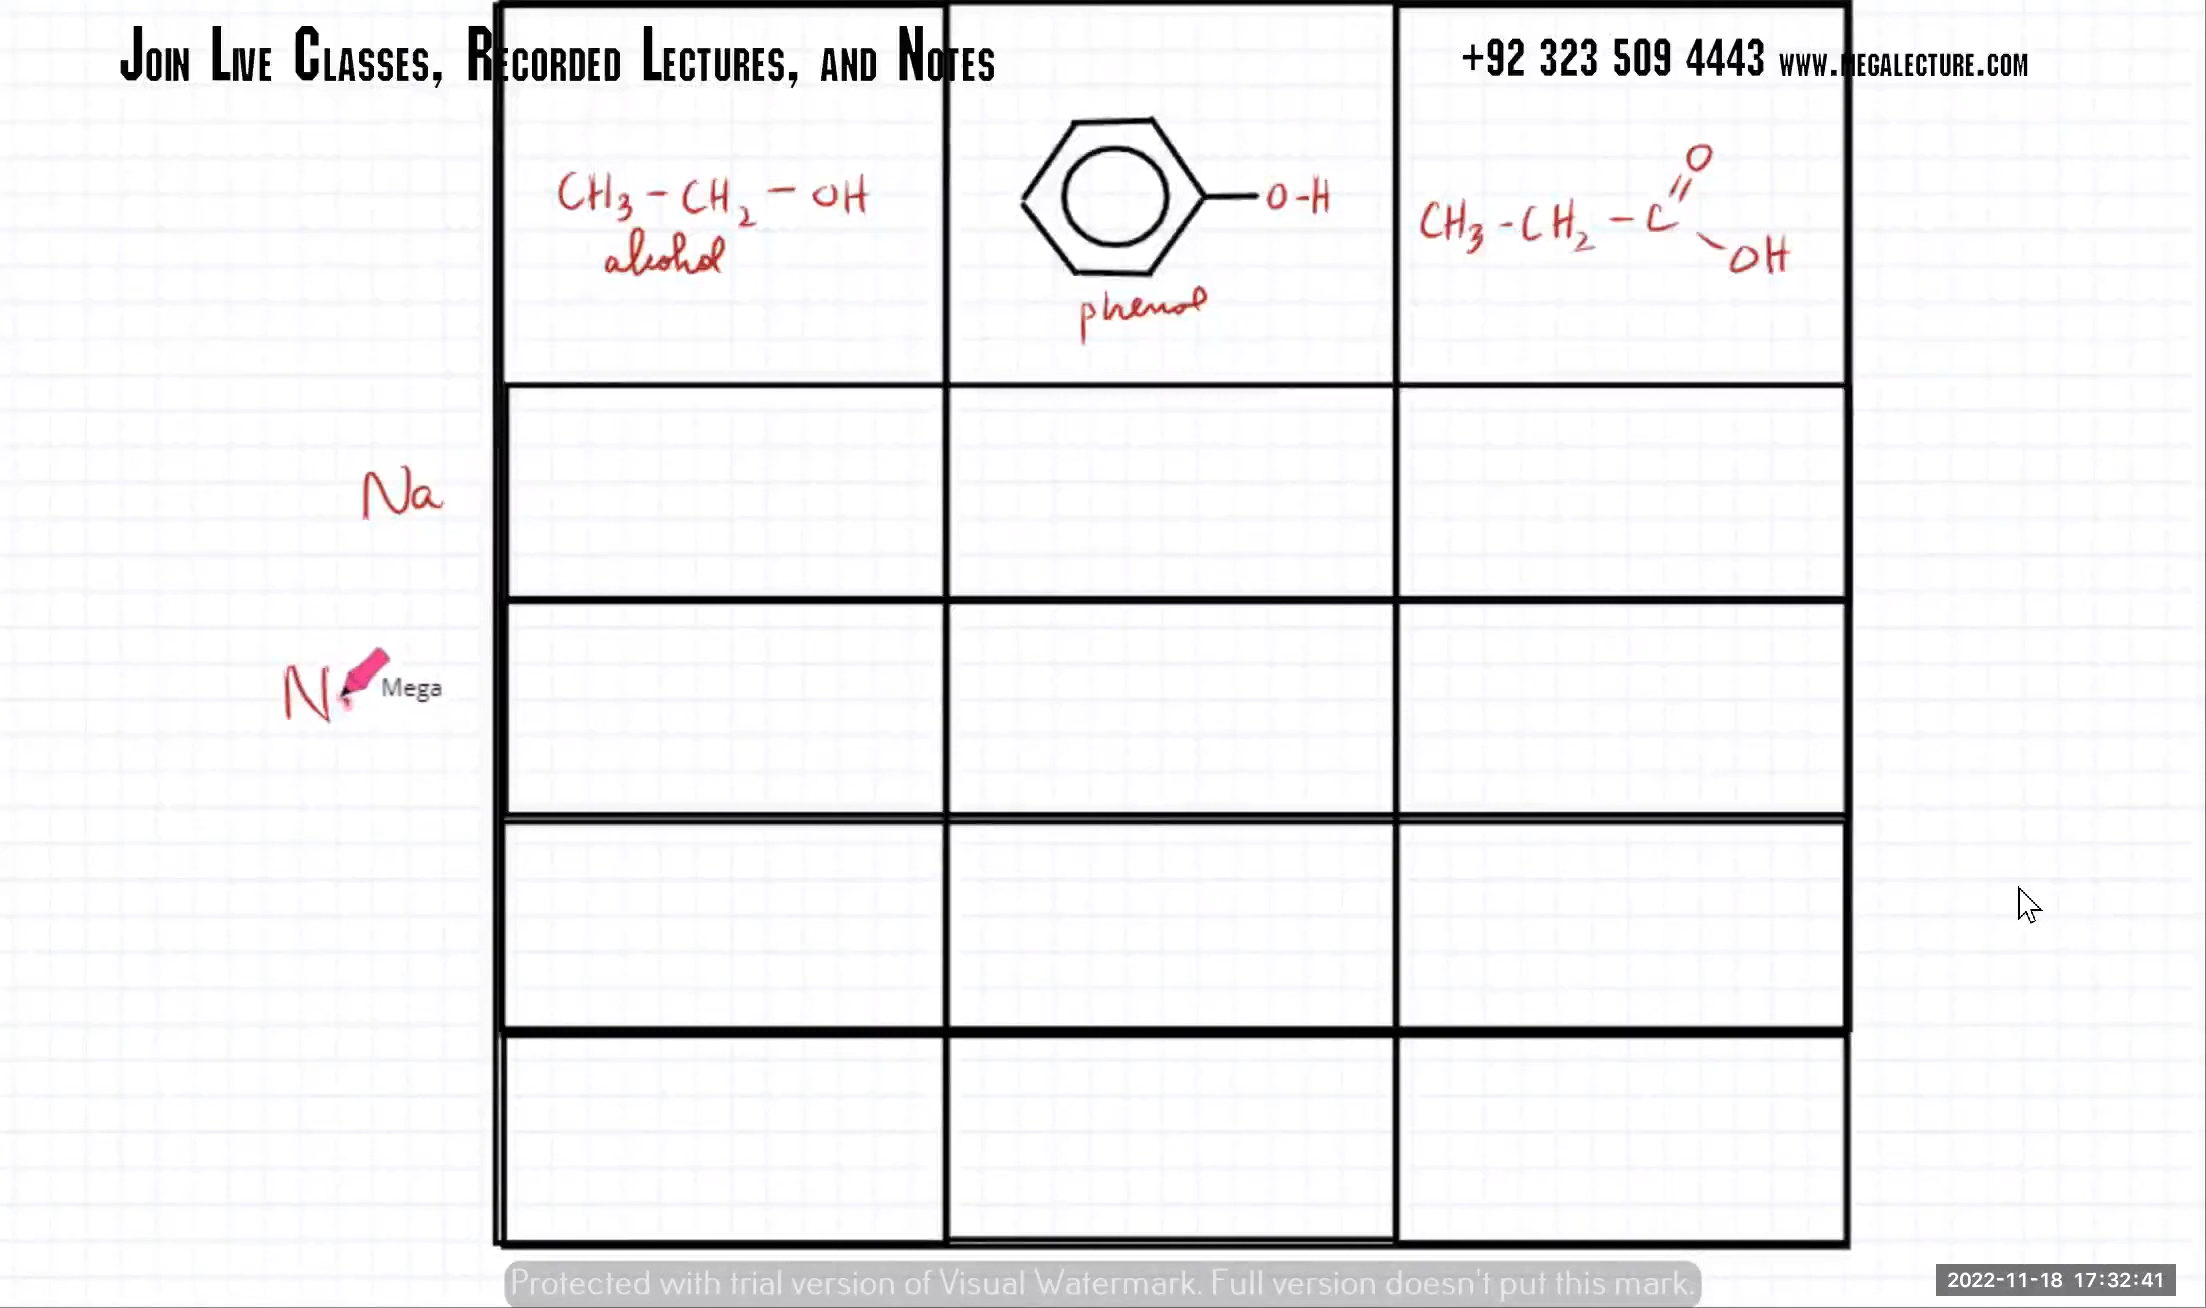 JOIN LIVE CLASSES, RECORDED LECTURES, AND NOTES
+92 323 509 4443 WWW.MEGALECTURE.COM
CH3 - CH2 - OH
alcohol
O-H
phenol
O
CH3 - CH2 - C
OH
Na
N
Mega
Protected with trial version of Visual Watermark. Full version doesn't put this mark.
2022-11-18 17:32:41